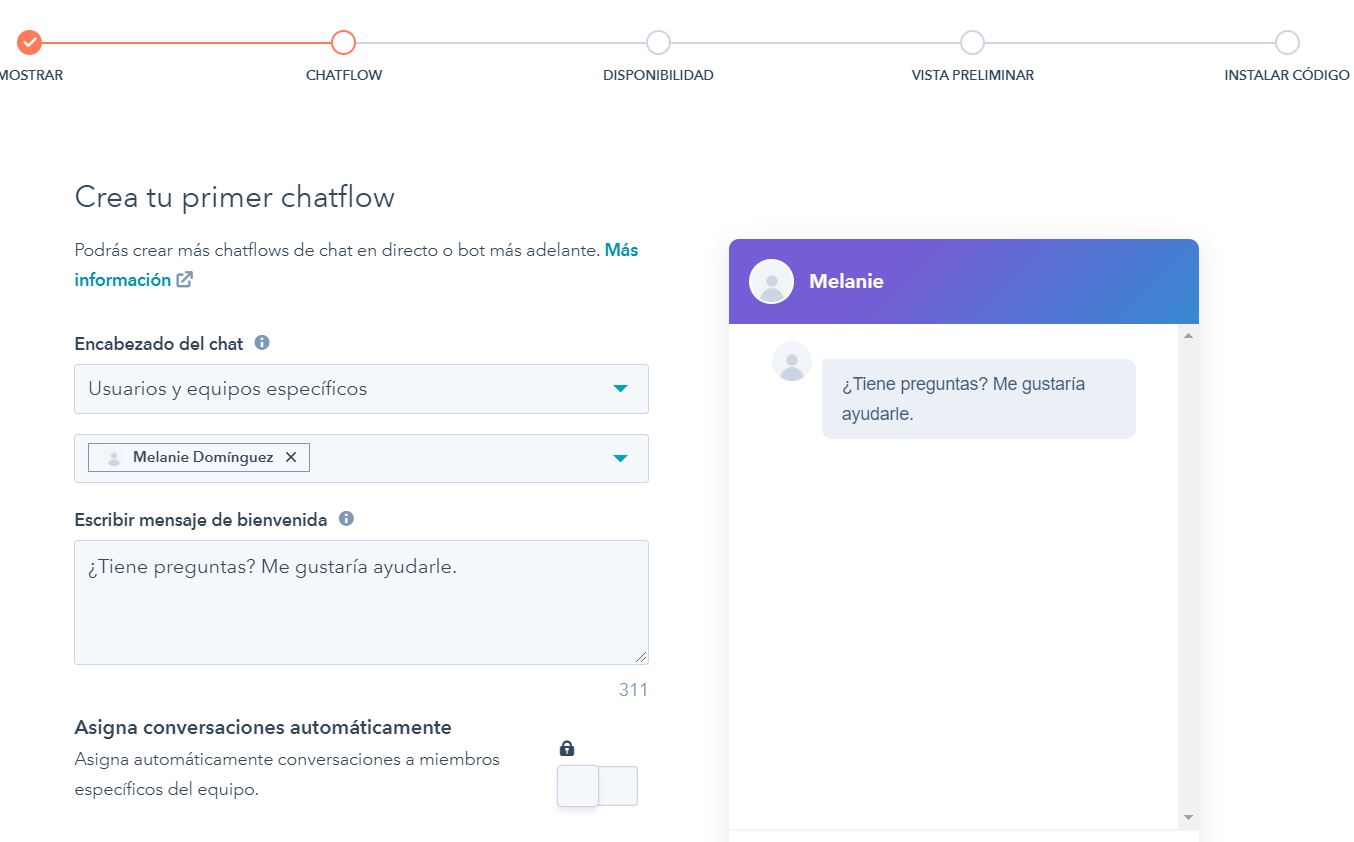 MOSTRAR
CHATFLOW
DISPONIBILIDAD
VISTA PRELIMINAR
INSTALAR CÓDIGO
Crea tu primer chatflow
Podrás crear más chatflows de chat en directo o bot más adelante. Más
información
Encabezado del chat
Usuarios y equipos específicos
Melanie Domínguez
Escribir mensaje de bienvenida
¿Tiene preguntas? Me gustaría ayudarle.
311
Asigna conversaciones automáticamente
Asigna automáticamente conversaciones a miembros
específicos del equipo.
Melanie
¿Tiene preguntas? Me gustaría
ayudarle.